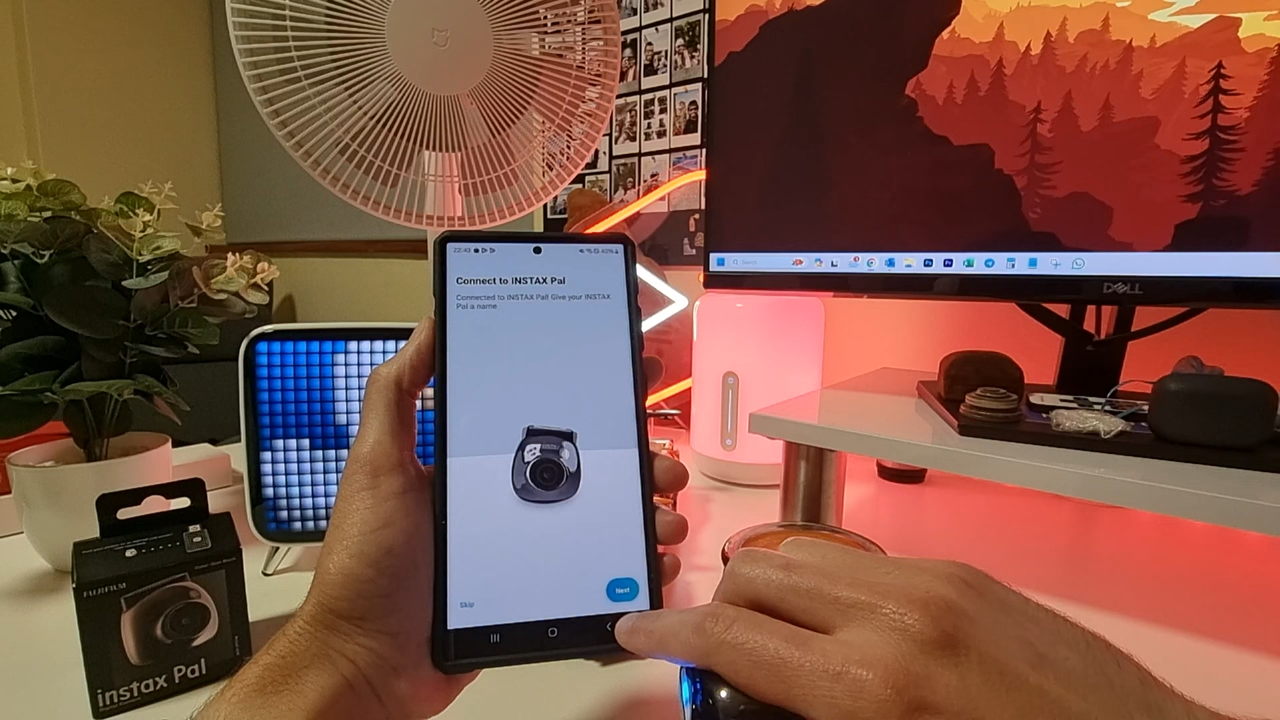 22:43
Connect to INSTAX Pal
Connected to INSTAX Pal! Give your INSTAX
Pal a name
Next
Skip
Search
DELL
FUJIFILM
instax Pal